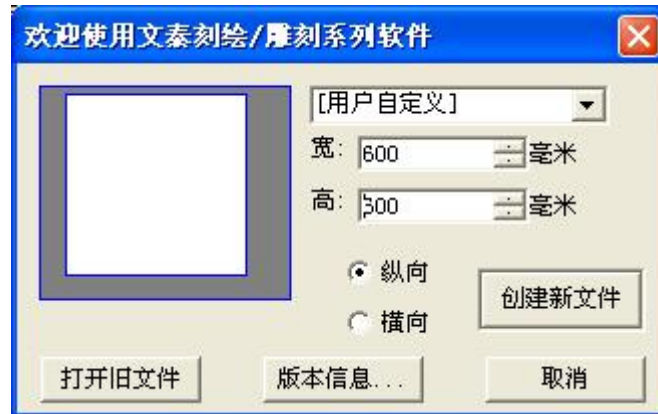 欢迎使用文泰刻绘/雕刻系列软件
[用户自定义]
宽: 600 毫米
高: 毫米
纵向
横向
创建新文件
打开旧文件
版本信息...
取消